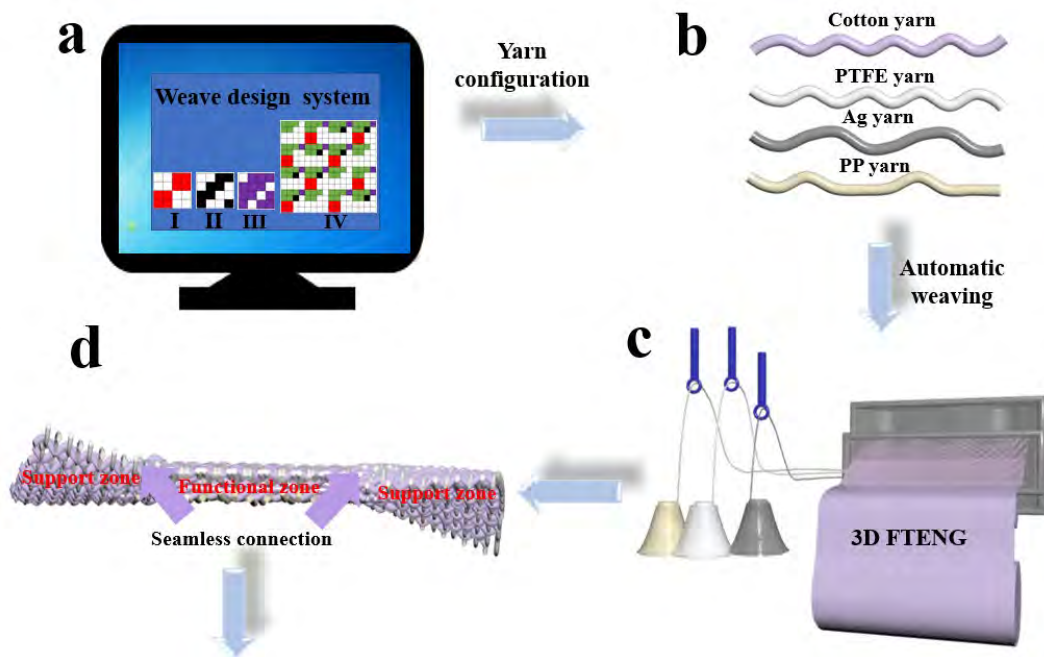 a
Weave design system
I II III IV
Yarn
configuration
b
Cotton yarn
PTFE yarn
Ag yarn
PP yarn
Automatic
weaving
c
3D FTENG
d
Support zone
Functional zone
Support zone
Seamless connection